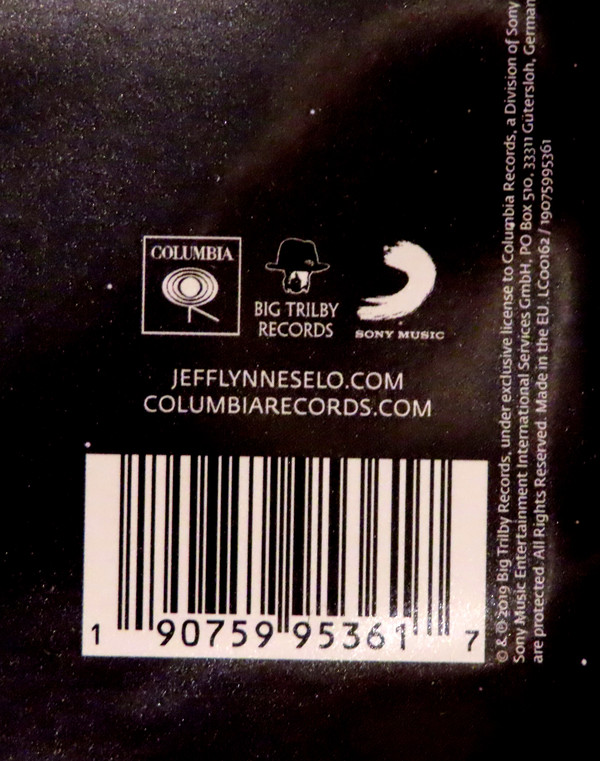 COLUMBIA
BIG TRILBY
RECORDS
SONY MUSIC
JEFFLYNNESELO.COM
COLUMBIARECORDS.COM
1 90759 95361 7
℗ & © 2019 Big Trilby Records, under exclusive license to Columbia Records, a Division of Sony
Sony Music Entertainment International Services GmbH, PO Box 510, 33311 Gütersloh, German
are protected. All Rights Reserved. Made in the EU. LC00162 / 19075995361